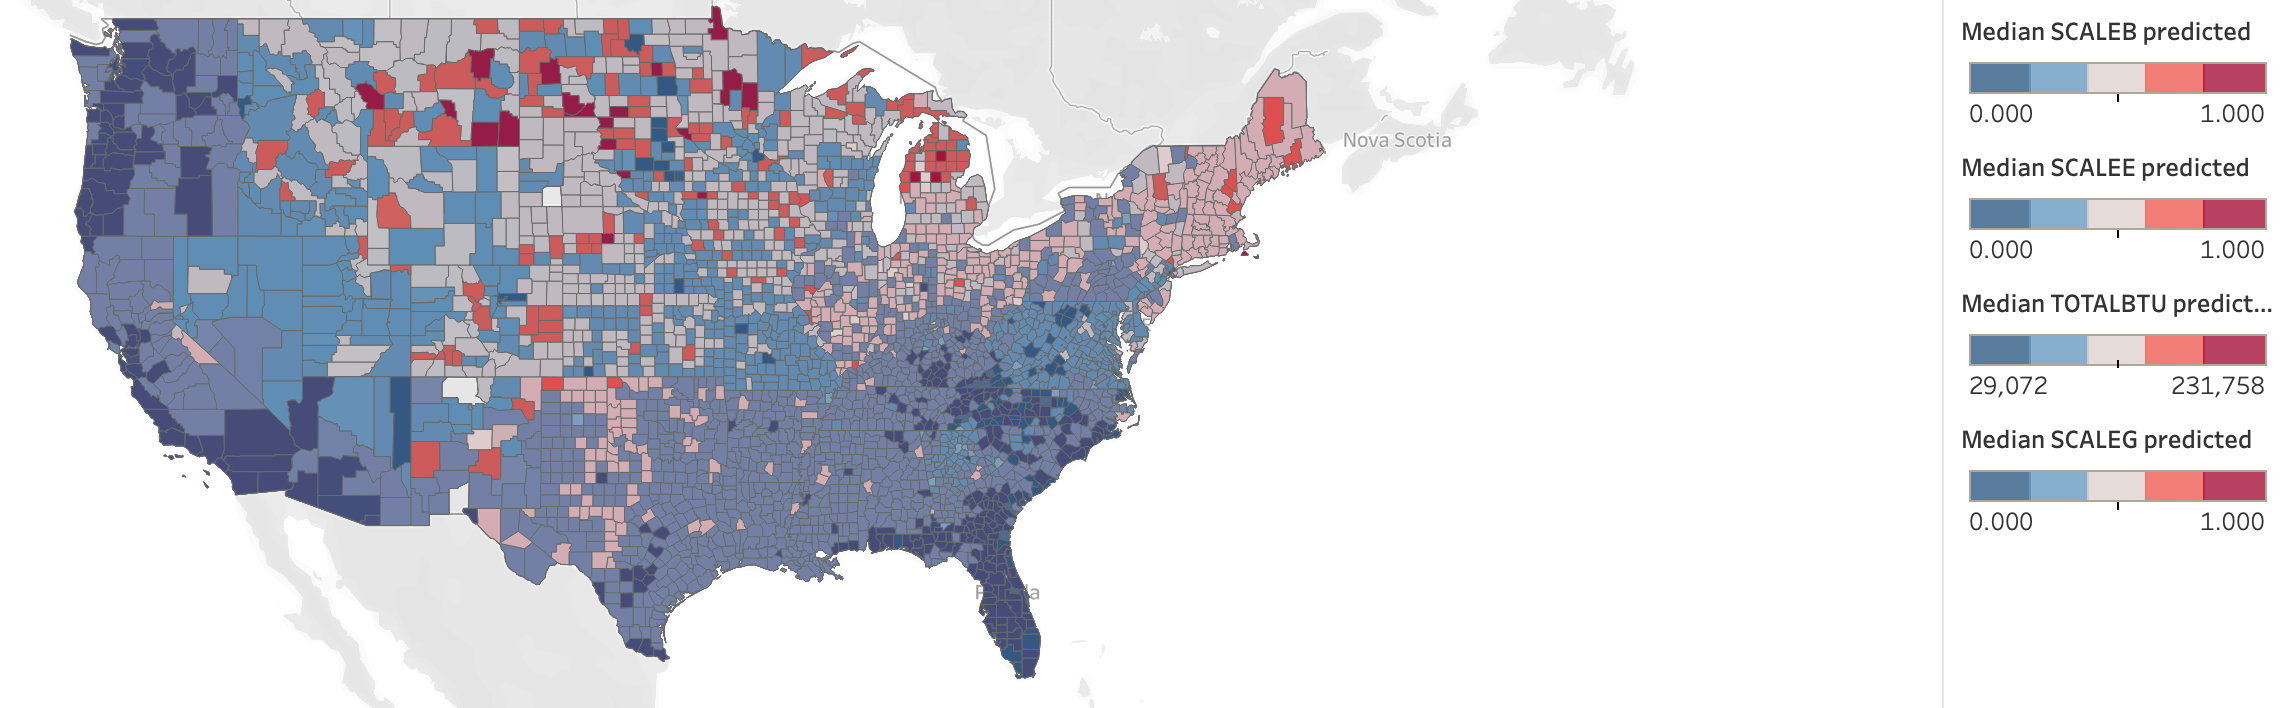 Nova Scotia
Median SCALEB predicted
0.000 1.000
Median SCALEE predicted
0.000 1.000
Median TOTALBTU predict...
29,072 231,758
Median SCALEG predicted
0.000 1.000